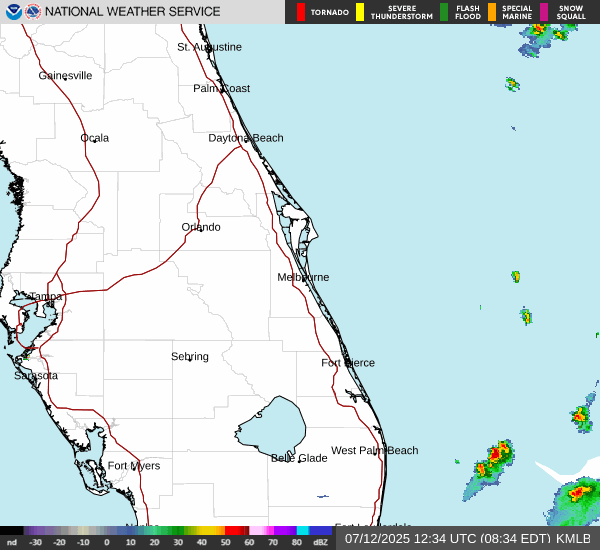 NATIONAL WEATHER SERVICE
TORNADO
SEVERE
THUNDERSTORM
FLASH
FLOOD
SPECIAL
MARINE
SNOW
SQUALL
St. Augustine
Gainesville
Palm Coast
Ocala
Daytona Beach
Orlando
Melbourne
Tampa
Sebring
Fort Pierce
Sarasota
West Palm Beach
Belle Glade
Fort Myers
nd -30 -20 -10 0 10 20 30 40 50 60 70 80 dBZ
07/12/2025 12:34 UTC (08:34 EDT) KMLB